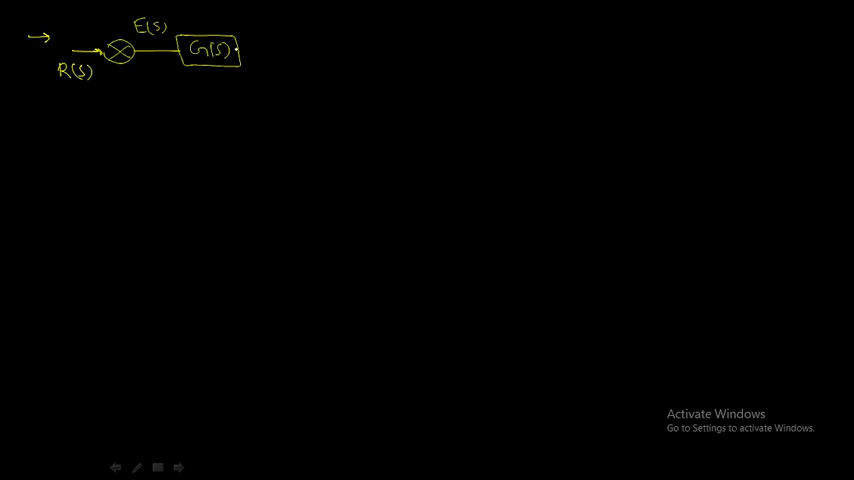 E(s)
G(s)
R(s)
Activate Windows
Go to Settings to activate Windows.